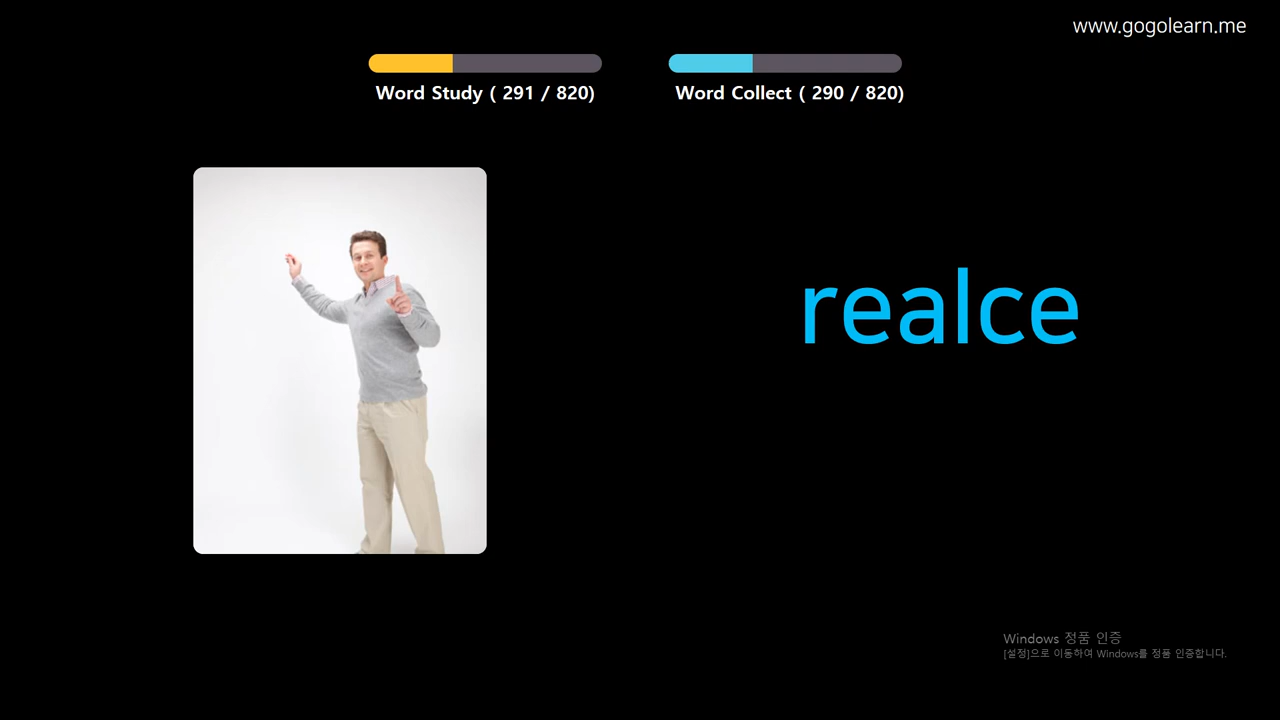 www.gogolearn.me
Word Study ( 291 / 820)
Word Collect ( 290 / 820)
realce
Windows 정품 인증
[설정]으로 이동하여 Windows를 정품 인증합니다.